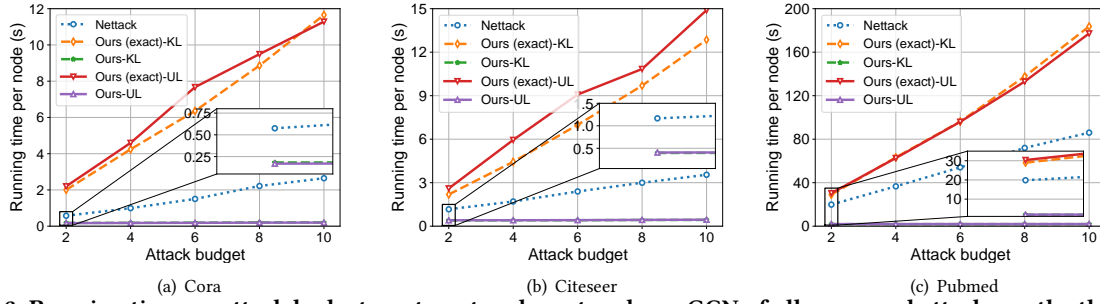 12
10
8
6
4
2
0
Running time per node (s)
Nettack
Ours (exact)-KL
Ours-KL
Ours (exact)-UL
Ours-UL
0.75
0.50
0.25
2 4 6 8 10
Attack budget
(a) Cora
15
12
9
6
3
0
Running time per node (s)
Nettack
Ours (exact)-KL
Ours-KL
Ours (exact)-UL
Ours-UL
1.5
1.0
0.5
2 4 6 8 10
Attack budget
(b) Citeseer
200
160
120
80
40
0
Running time per node (s)
Nettack
Ours (exact)-KL
Ours-KL
Ours (exact)-UL
Ours-UL
30
20
10
2 4 6 8 10
Attack budget
(c) Pubmed